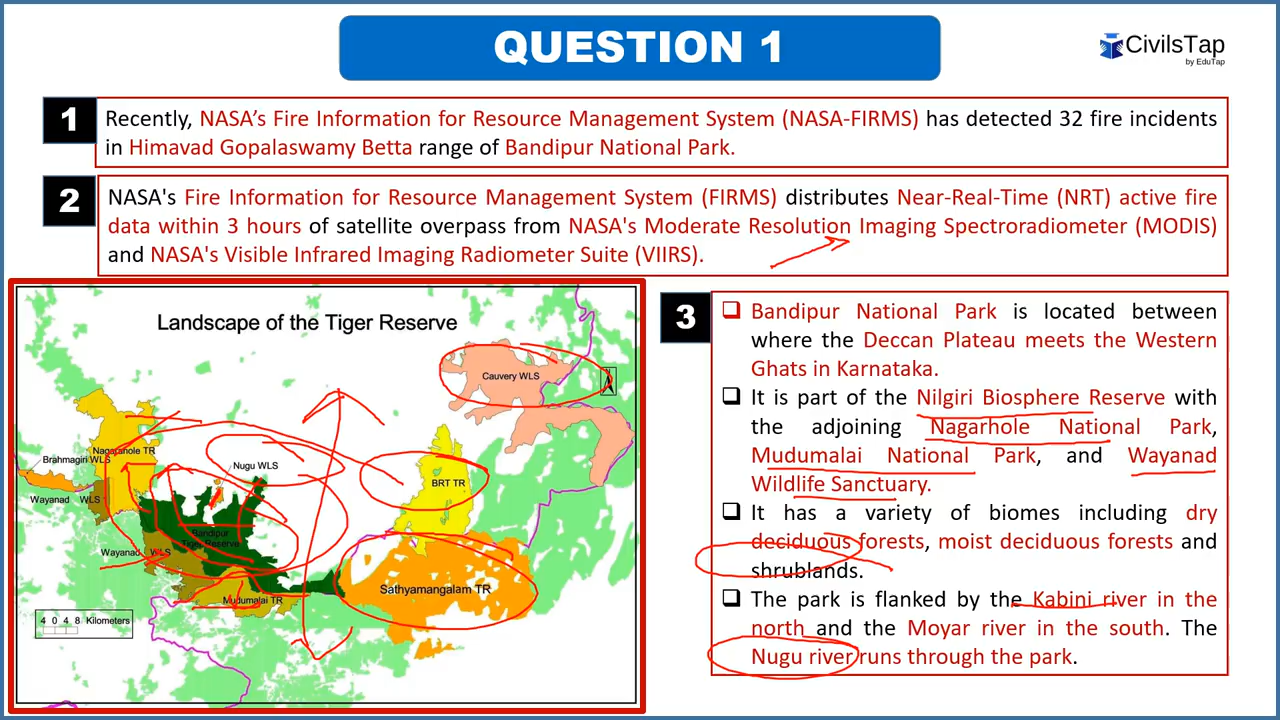 QUESTION 1
CivilsTap
by EduTap
1
Recently, NASA’s Fire Information for Resource Management System (NASA-FIRMS) has detected 32 fire incidents
in Himavad Gopalaswamy Betta range of Bandipur National Park.
2
NASA's Fire Information for Resource Management System (FIRMS) distributes Near-Real-Time (NRT) active fire
data within 3 hours of satellite overpass from NASA's Moderate Resolution Imaging Spectroradiometer (MODIS)
and NASA's Visible Infrared Imaging Radiometer Suite (VIIRS).
Landscape of the Tiger Reserve
Cauvery WLS
Nagarahole TR
Brahmagiri WLS
Nugu WLS
BRT TR
Wayanad WLS
Bandipur
Tiger Reserve
Wayanad WLS
Sathyamangalam TR
Mudumalai TR
4 0 4 8 Kilometers
3
Bandipur National Park is located between
where the Deccan Plateau meets the Western
Ghats in Karnataka.
It is part of the Nilgiri Biosphere Reserve with
the adjoining Nagarhole National Park,
Mudumalai National Park, and Wayanad
Wildlife Sanctuary.
It has a variety of biomes including dry
deciduous forests, moist deciduous forests and
shrublands.
The park is flanked by the Kabini river in the
north and the Moyar river in the south. The
Nugu river runs through the park.